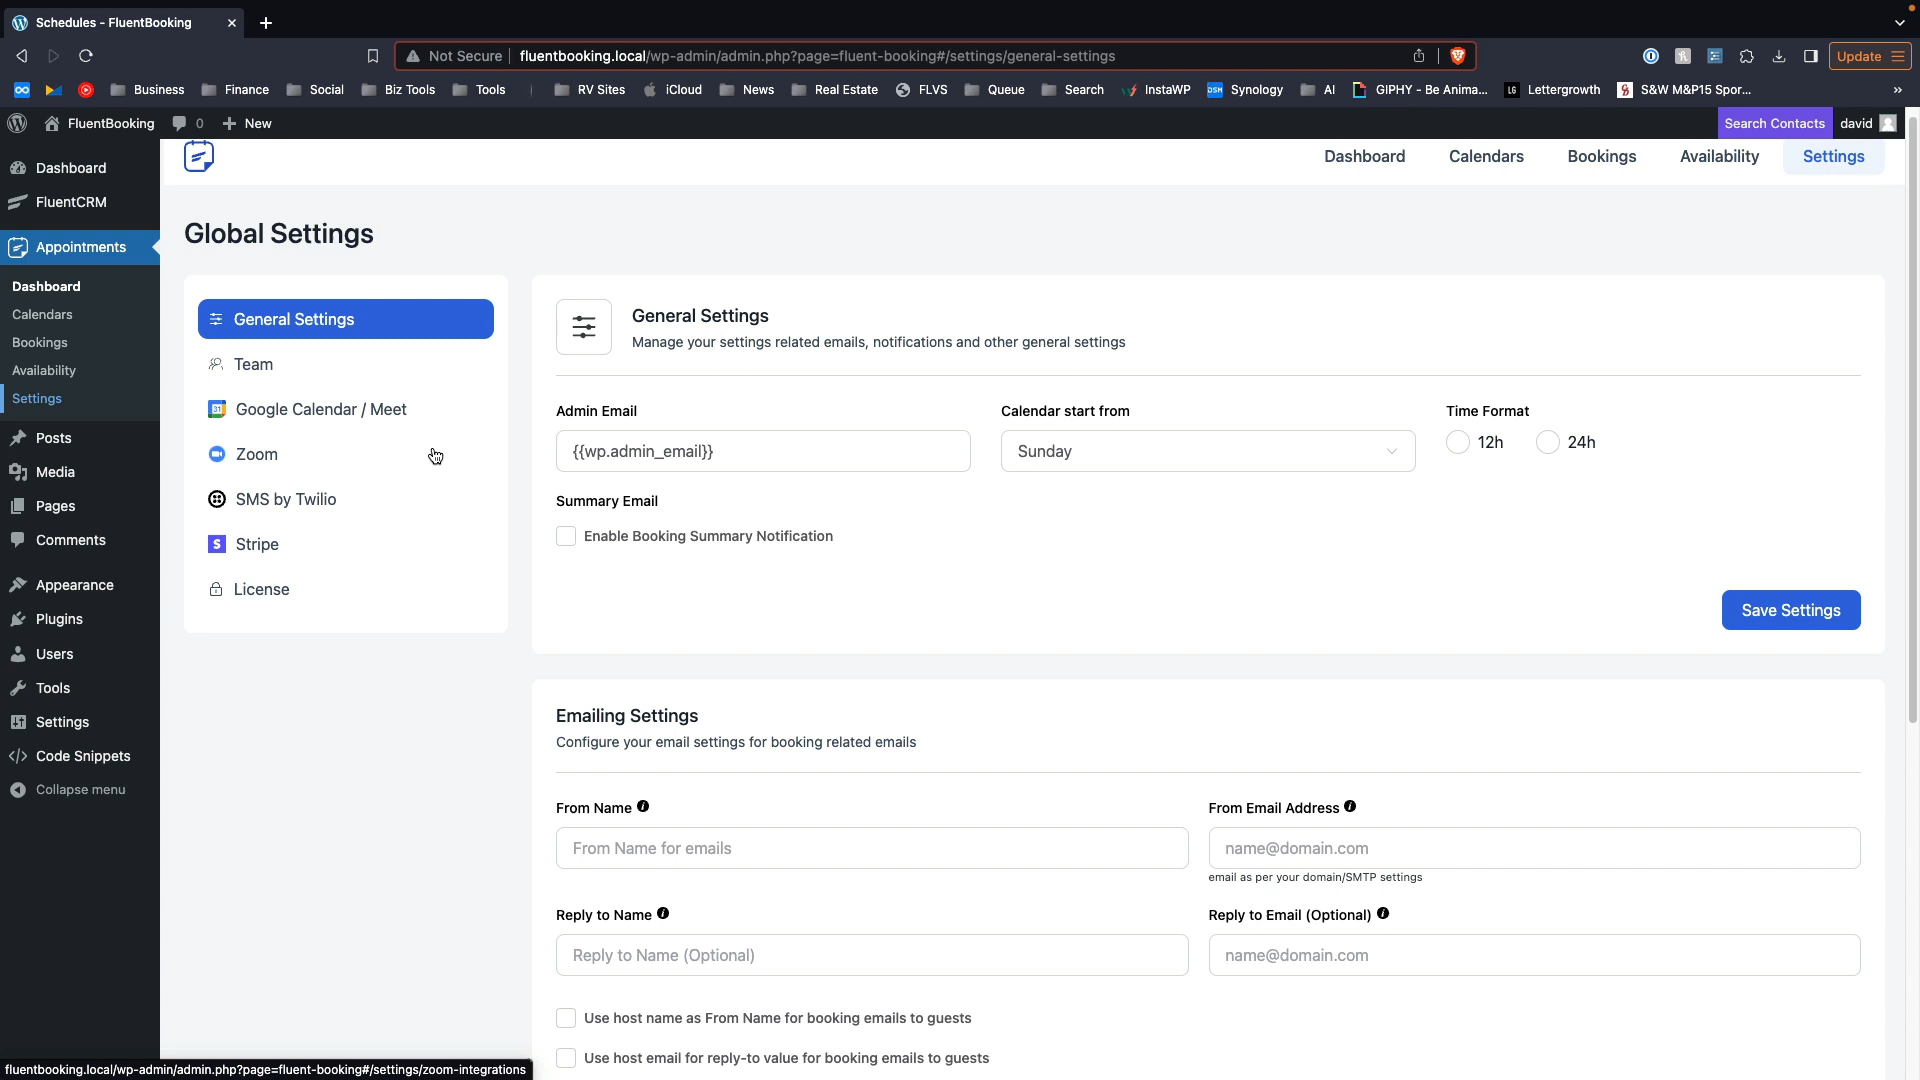 Schedules - FluentBooking
Not Secure fluentbooking.local/wp-admin/admin.php?page=fluent-booking#/settings/general-settings
Update
Business Finance Social Biz Tools Tools RV Sites iCloud News Real Estate FLVS Queue Search InstaWP DSM Synology AI GIPHY - Be Anima... LG Lettergrowth S&W M&P15 Spor... »
FluentBooking 0 New Search Contacts david
Dashboard Calendars Bookings Availability Settings
Dashboard
FluentCRM
Appointments
Dashboard
Calendars
Bookings
Availability
Settings
Posts
Media
Pages
Comments
Appearance
Plugins
Users
Tools
Settings
Code Snippets
Collapse menu
Global Settings
General Settings
Team
31 Google Calendar / Meet
Zoom
SMS by Twilio
S Stripe
License
General Settings
Manage your settings related emails, notifications and other general settings
Admin Email Calendar start from Time Format
{{wp.admin_email}} Sunday 12h 24h
Summary Email
Enable Booking Summary Notification
Save Settings
Emailing Settings
Configure your email settings for booking related emails
From Name From Email Address
From Name for emails name@domain.com
email as per your domain/SMTP settings
Reply to Name Reply to Email (Optional)
Reply to Name (Optional) name@domain.com
Use host name as From Name for booking emails to guests
Use host email for reply-to value for booking emails to guests
fluentbooking.local/wp-admin/admin.php?page=fluent-booking#/settings/zoom-integrations